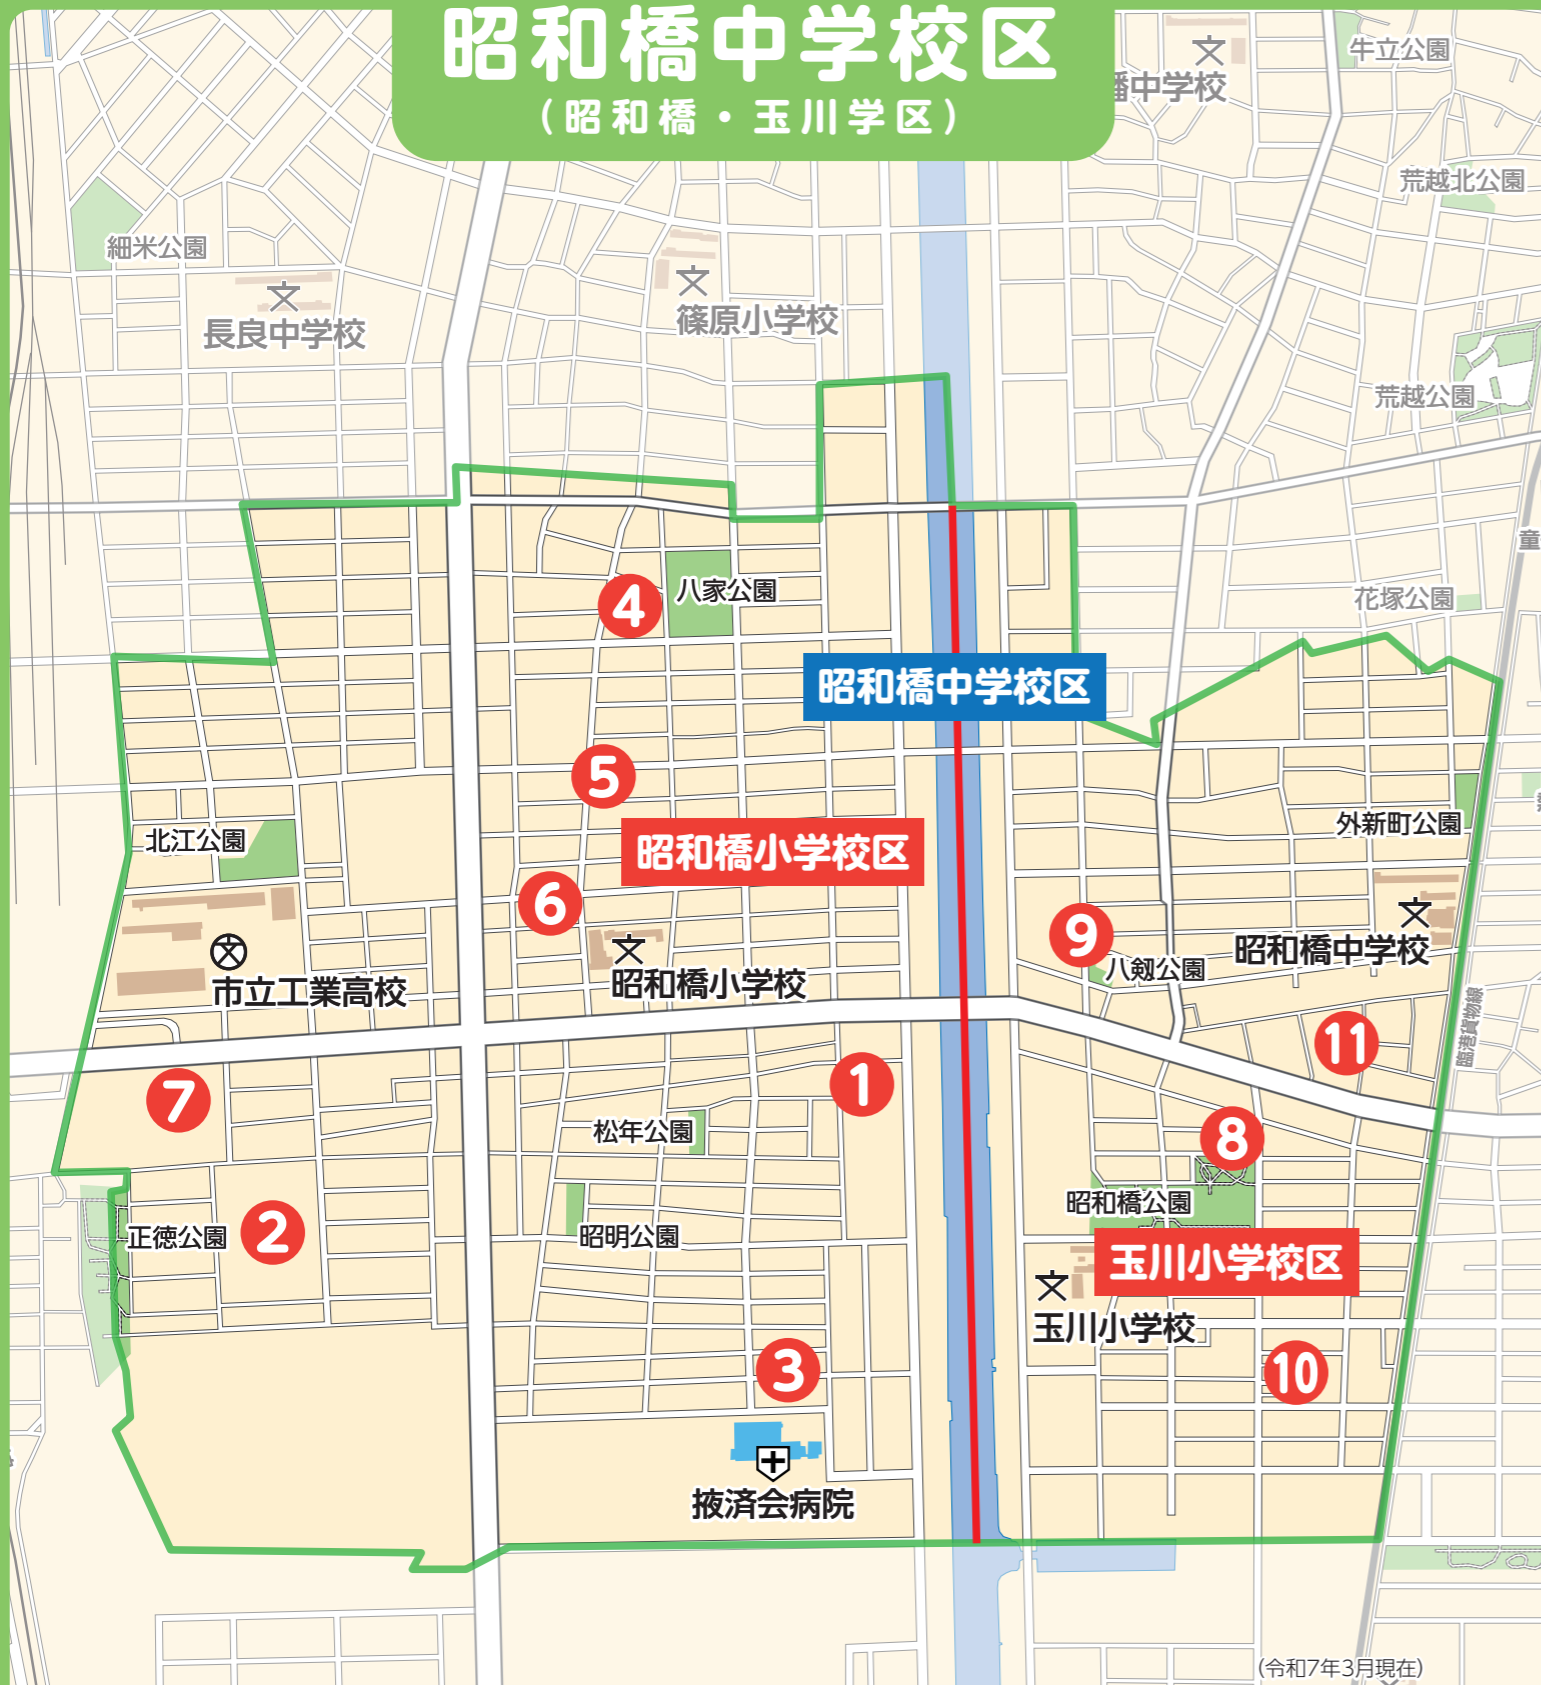 昭和橋中学校区
(昭和橋・玉川学区)
中学校
牛立公園
荒越北公園
細米公園
長良中学校
篠原小学校
荒越公園
童
花塚公園
4
八家公園
昭和橋中学校区
5
昭和橋小学校区
外新町公園
北江公園
6
9
昭和橋中学校
市立工業高校
昭和橋小学校
八剱公園
臨港貨物線
11
7
1
松年公園
8
昭和橋公園
正徳公園
2
昭明公園
玉川小学校区
玉川小学校
3
10
掖済会病院
(令和7年3月現在)